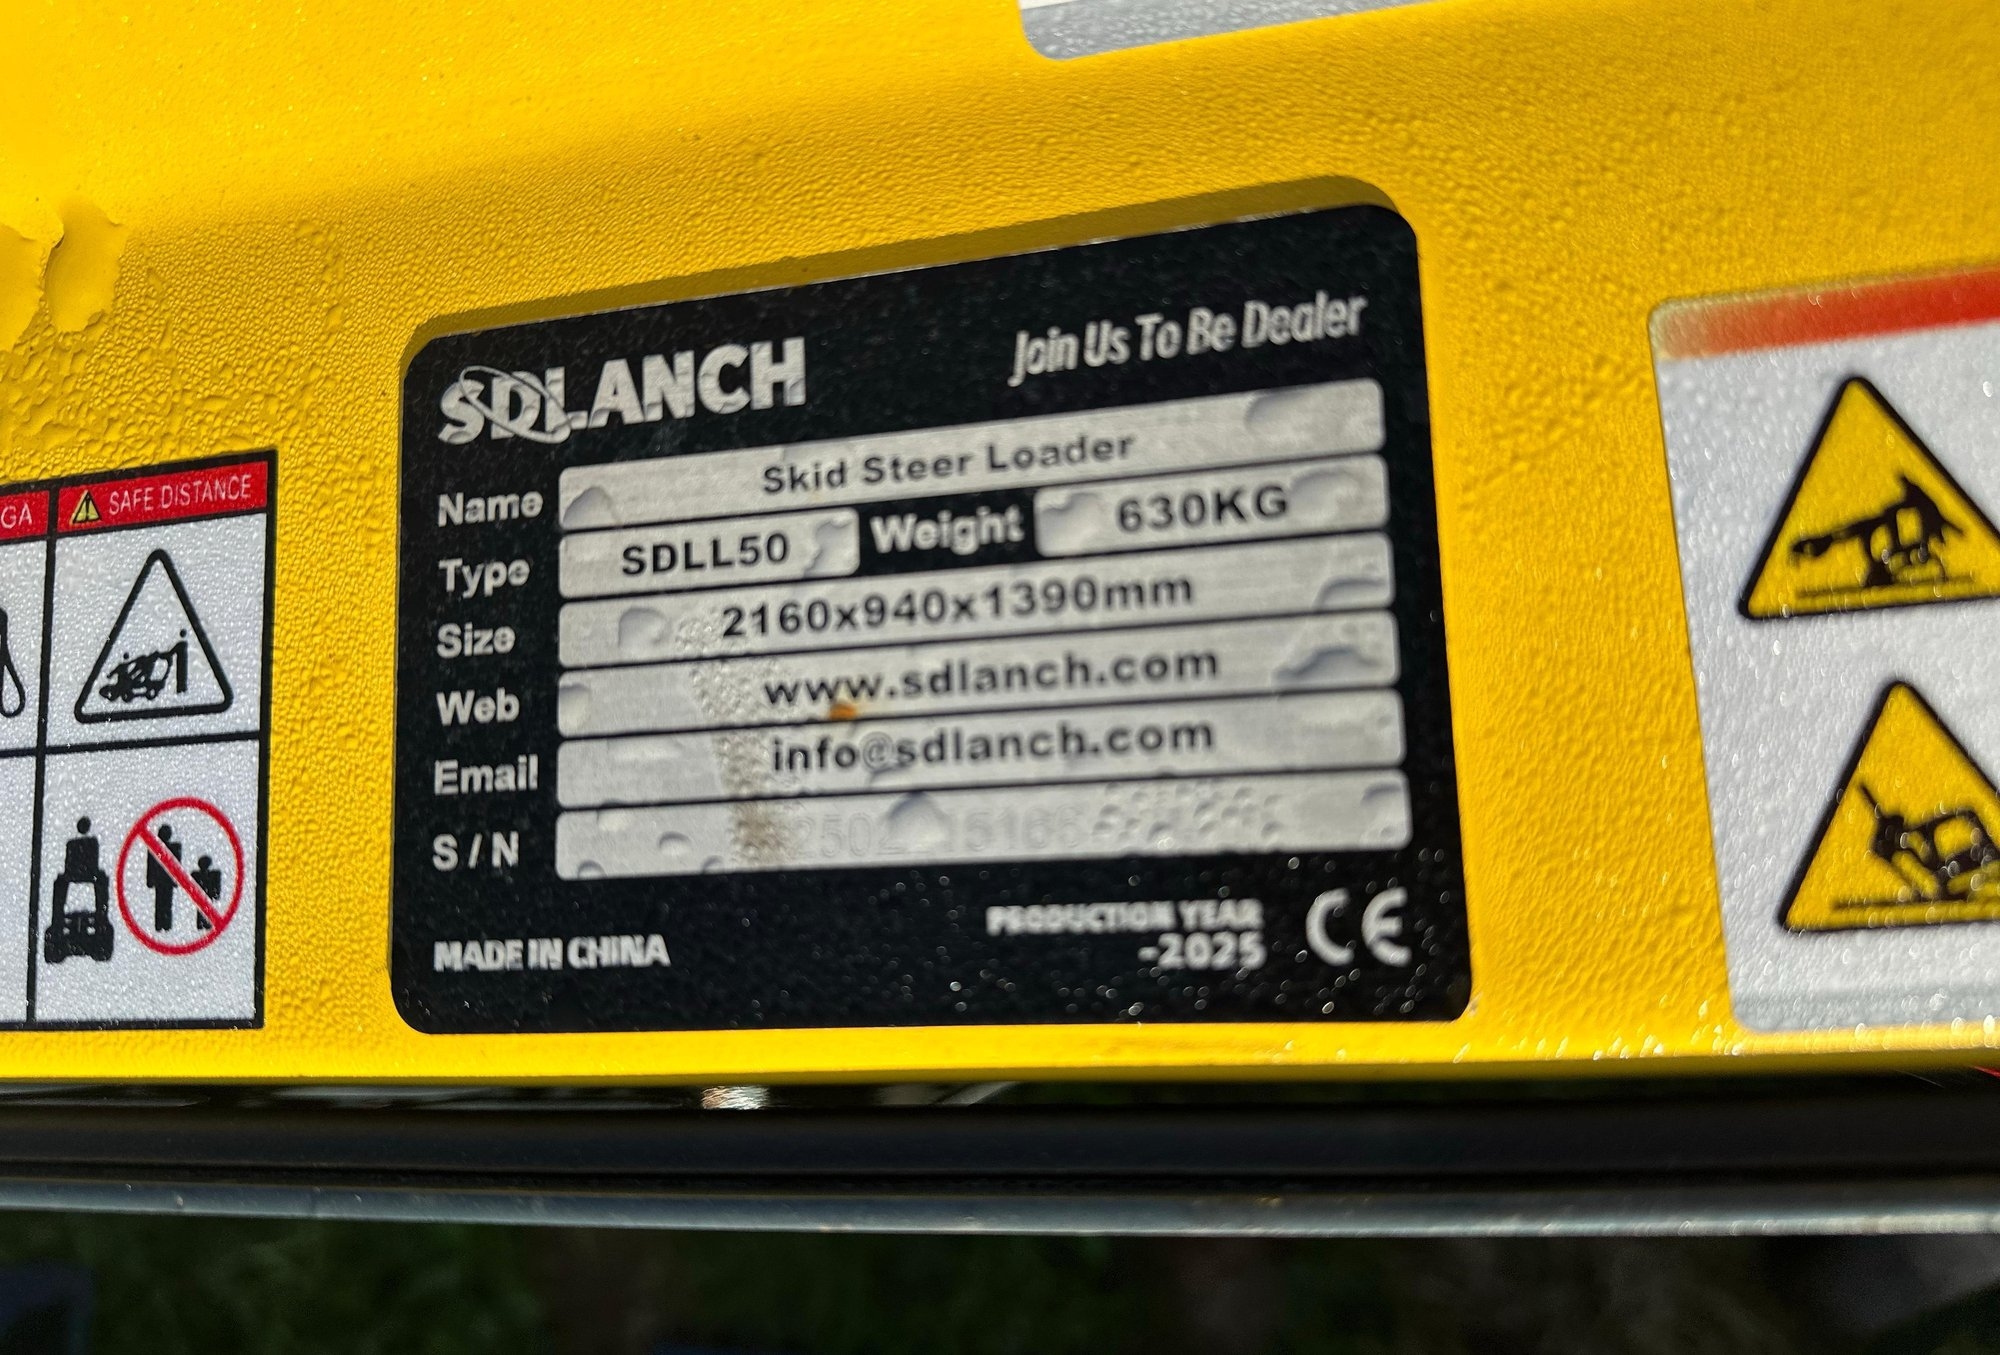 GA
SAFE DISTANCE
SDLANCH
Join Us To Be Dealer
Name Skid Steer Loader
Type SDLL50 Weight 630KG
Size 2160x940x1390mm
Web www.sdlanch.com
Email info@sdlanch.com
S/N
MADE IN CHINA
PRODUCTION YEAR
-2025
CE